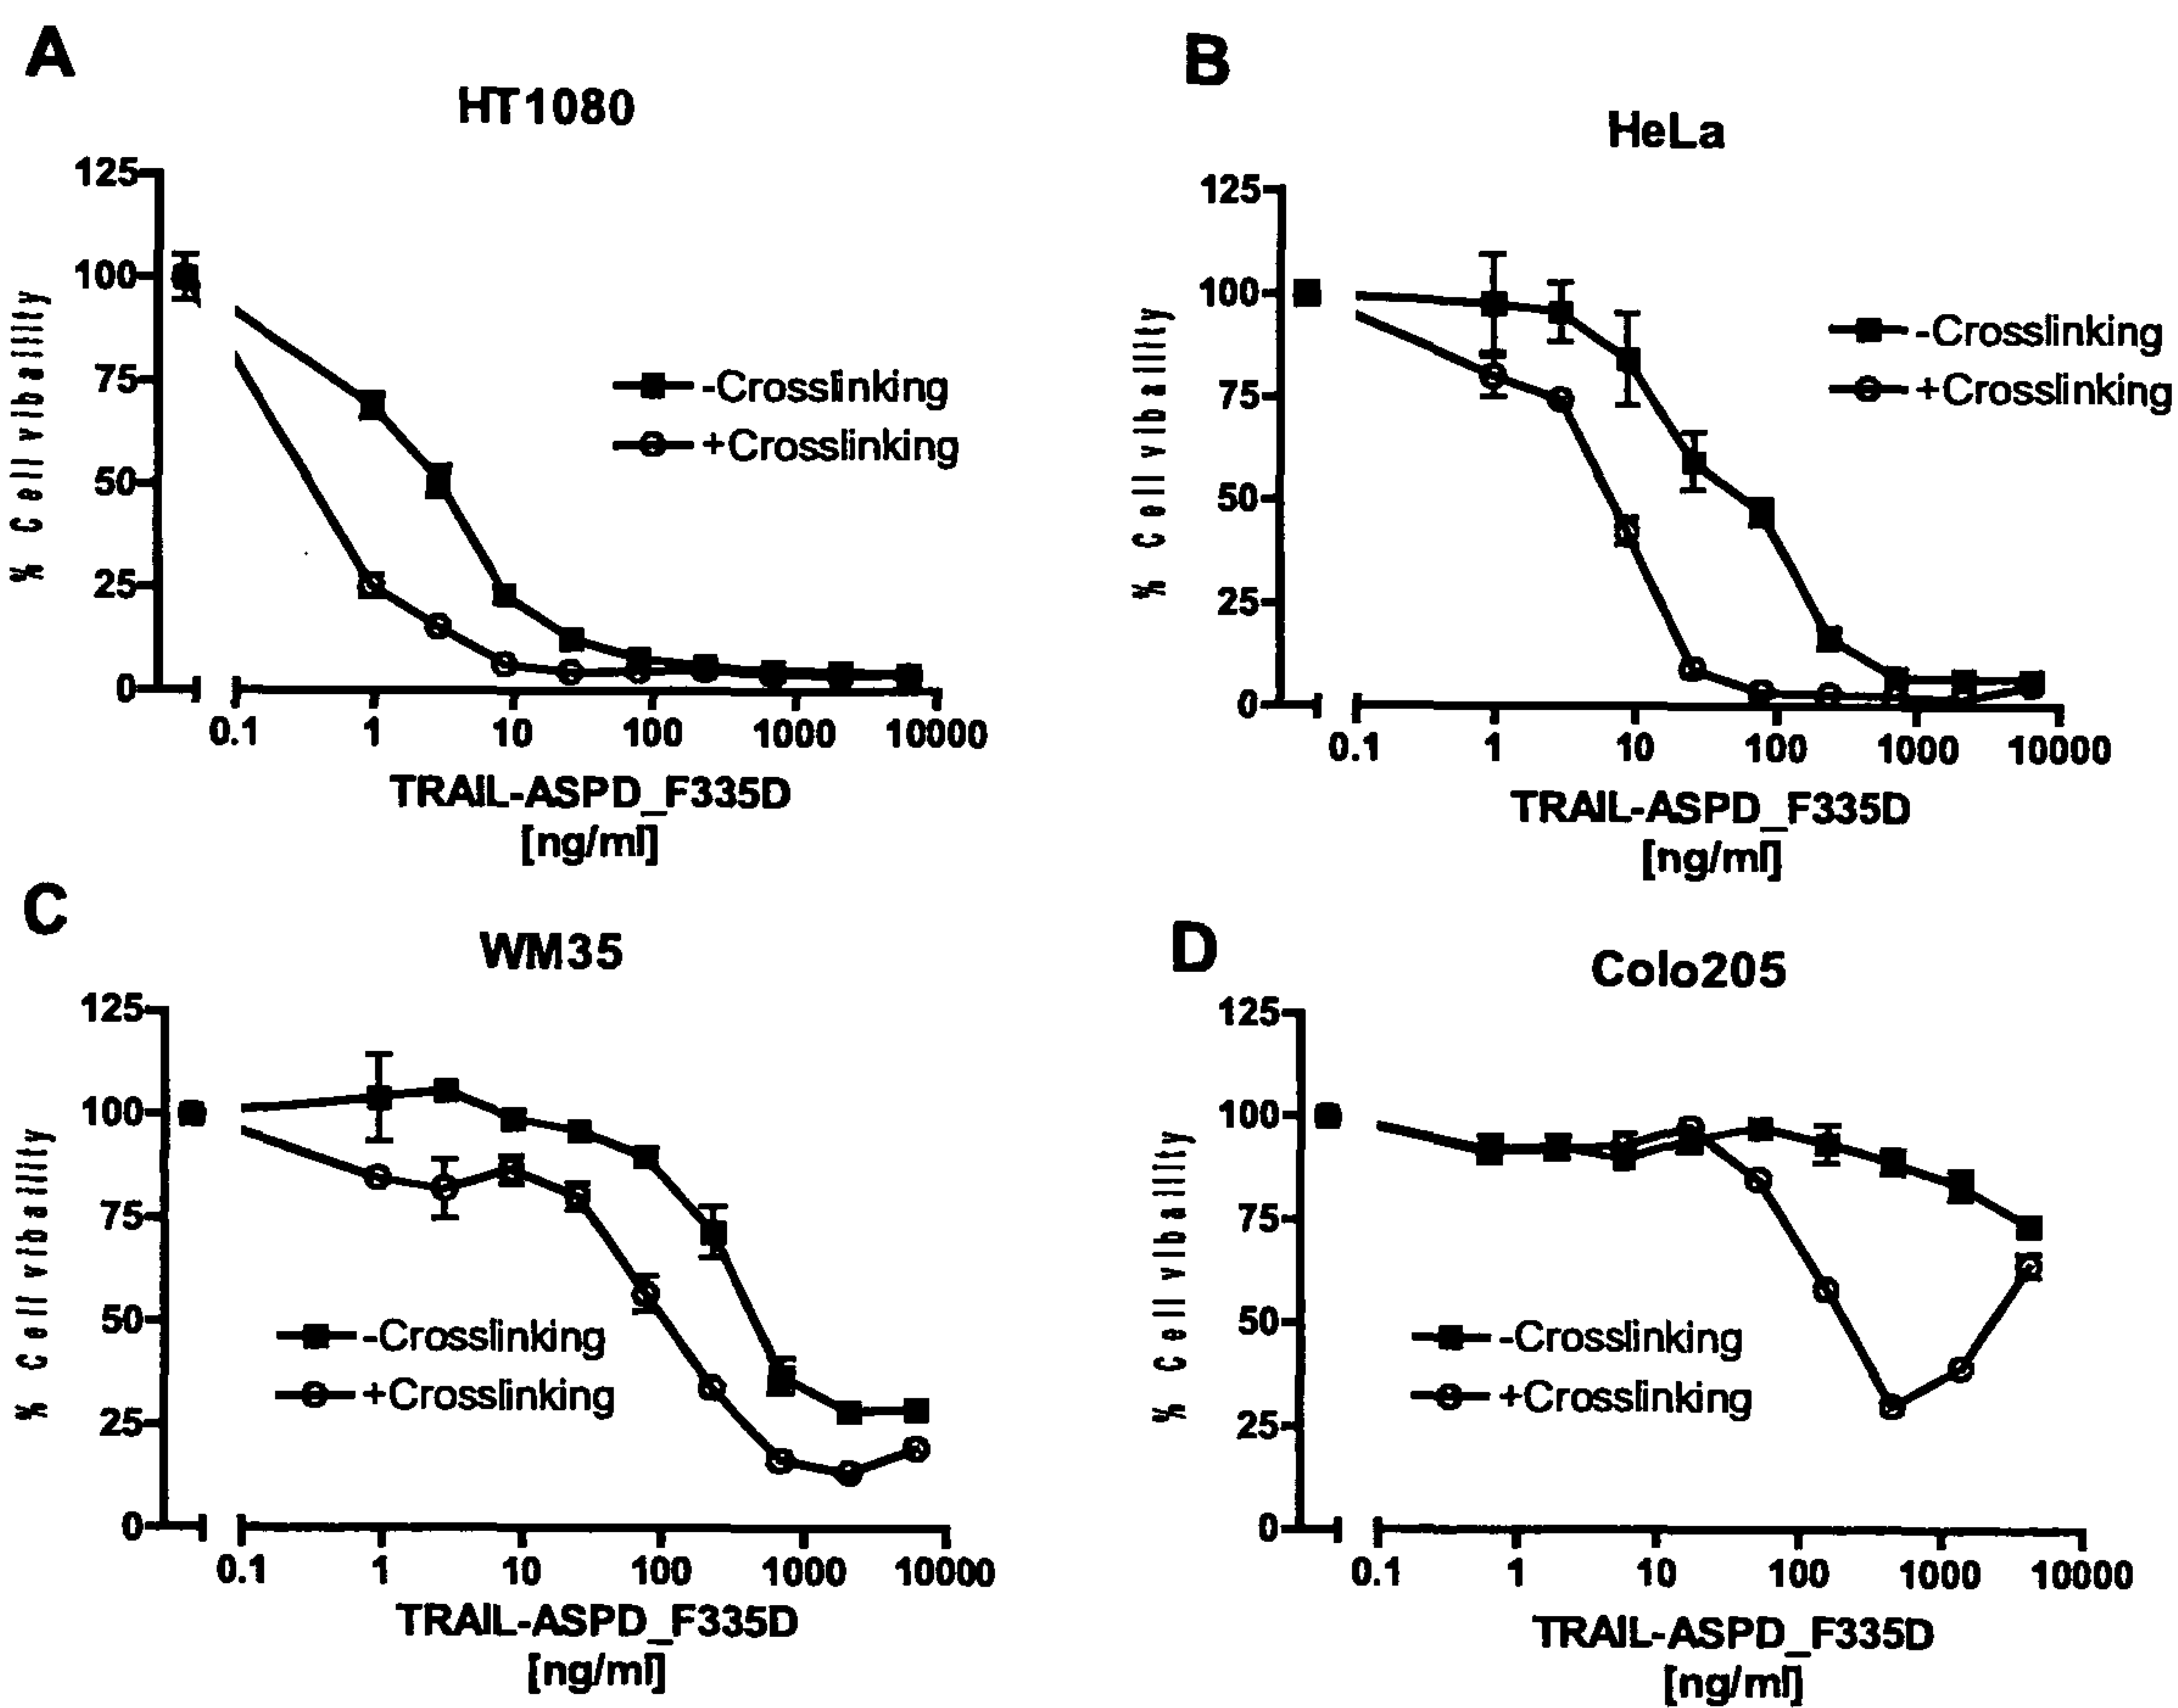 A
HT1080
125
100
75
50
25
0
% Cell vibaility
-Crosslinking
+Crosslinking
0.1 1 10 100 1000 10000
TRAIL-ASPD_F335D
[ng/ml]
B
HeLa
125
100
75
50
25
0
% Cell vibaility
-Crosslinking
+Crosslinking
0.1 1 10 100 1000 10000
TRAIL-ASPD_F335D
[ng/ml]
C
WM35
125
100
75
50
25
0
% Cell vibaility
-Crosslinking
+Crosslinking
0.1 1 10 100 1000 10000
TRAIL-ASPD_F335D
[ng/ml]
D
Colo205
125
100
75
50
25
0
% Cell vibaility
-Crosslinking
+Crosslinking
0.1 1 10 100 1000 10000
TRAIL-ASPD_F335D
[ng/ml]